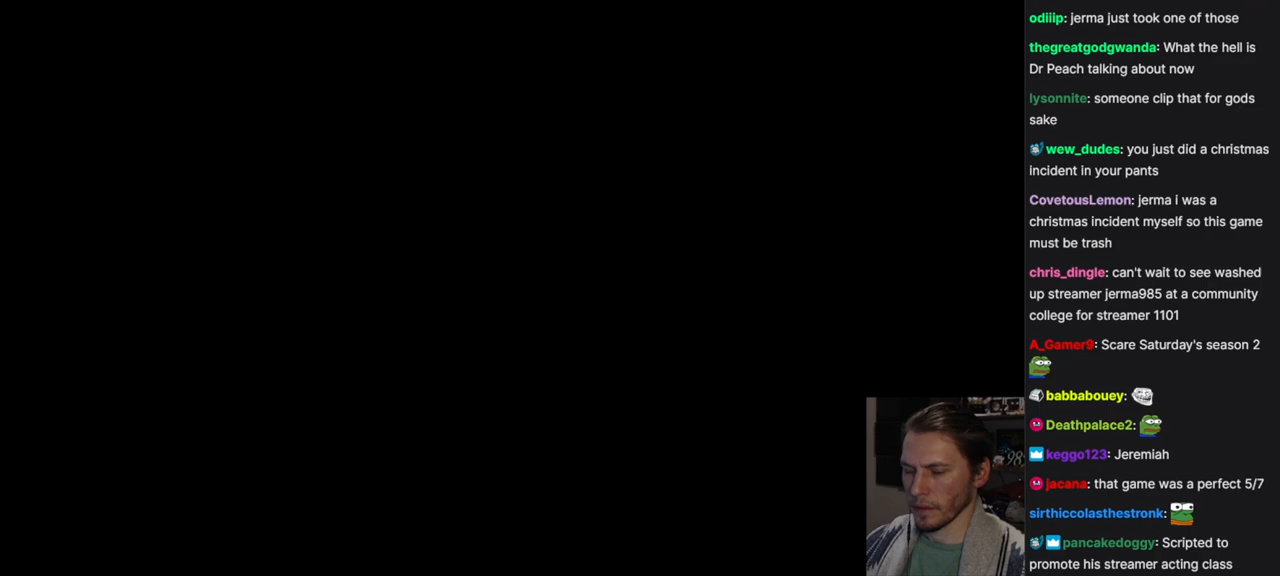 odiiip: jerma just took one of those
thegreatgodgwanda: What the hell is
Dr Peach talking about now
lysonnite: someone clip that for gods
sake
wew_dudes: you just did a christmas
incident in your pants
CovetousLemon: jerma i was a
christmas incident myself so this game
must be trash
chris_dingle: can't wait to see washed
up streamer jerma985 at a community
college for streamer 1101
A_Gamer9: Scare Saturday's season 2
babbabouey:
Deathpalace2:
keggo123: Jeremiah
jacana: that game was a perfect 5/7
sirthiccolasthestronk:
pancakedoggy: Scripted to
promote his streamer acting class